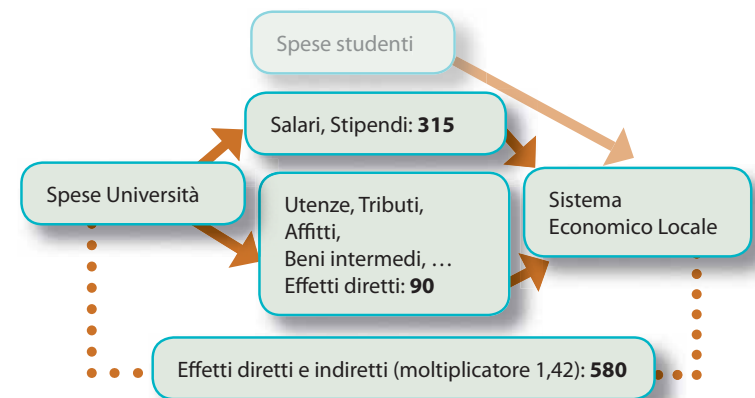 Spese studenti
Salari, Stipendi: 315
Spese Università
Utenze, Tributi,
Affitti,
Beni intermedi, …
Effetti diretti: 90
Sistema
Economico Locale
Effetti diretti e indiretti (moltiplicatore 1,42): 580